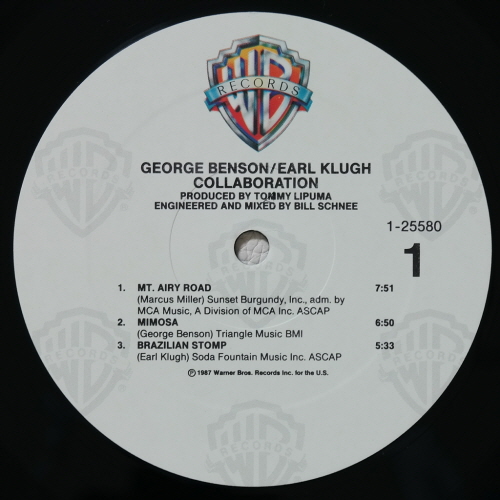 WB
RECORDS
GEORGE BENSON/EARL KLUGH
COLLABORATION
PRODUCED BY TOMMY LIPUMA
ENGINEERED AND MIXED BY BILL SCHNEE
1-25580
1
1. MT. AIRY ROAD 7:51
(Marcus Miller) Sunset Burgundy, Inc., adm. by
MCA Music, A Division of MCA Inc. ASCAP
2. MIMOSA 6:50
(George Benson) Triangle Music BMI
3. BRAZILIAN STOMP 5:33
(Earl Klugh) Soda Fountain Music Inc. ASCAP
℗ 1987 Warner Bros. Records Inc. for the U.S.